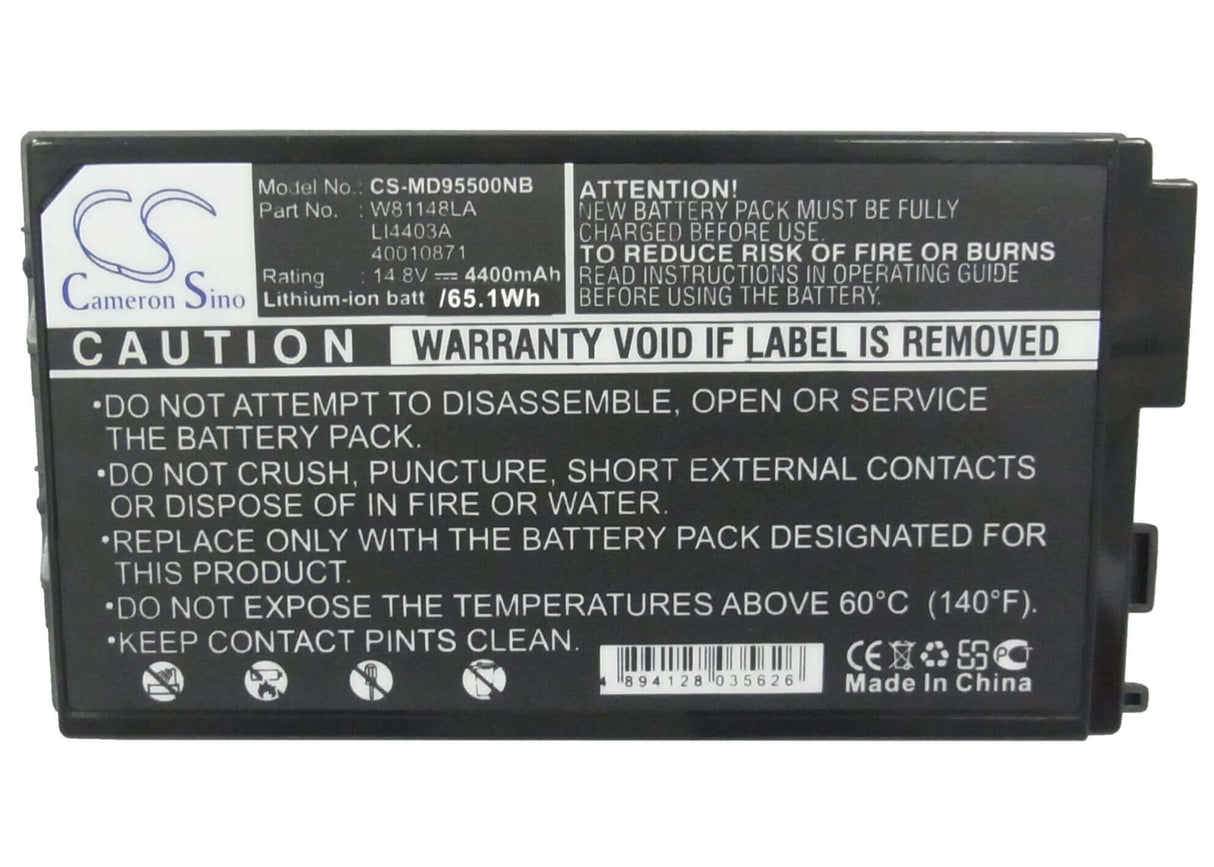 CS
Cameron Sino
Model No.: CS-MD95500NB
Part No. : W81148LA
LI4403A
40010871
Rating : 14.8V 4400mAh
Lithium-ion batt /65.1Wh
ATTENTION!
NEW BATTERY PACK MUST BE FULLY
CHARGED BEFORE USE.
TO REDUCE RISK OF FIRE OR BURNS
READ INSTRUCTIONS IN OPERATING GUIDE
BEFORE USING THE BATTERY.
CAUTION WARRANTY VOID IF LABEL IS REMOVED
•DO NOT ATTEMPT TO DISASSEMBLE, OPEN OR SERVICE
THE BATTERY PACK.
•DO NOT CRUSH, PUNCTURE, SHORT EXTERNAL CONTACTS
OR DISPOSE OF IN FIRE OR WATER.
•REPLACE ONLY WITH THE BATTERY PACK DESIGNATED FOR
THIS PRODUCT.
•DO NOT EXPOSE THE TEMPERATURES ABOVE 60°C (140°F).
•KEEP CONTACT PINTS CLEAN.
4 894128 035626
CE PCT
Made In China